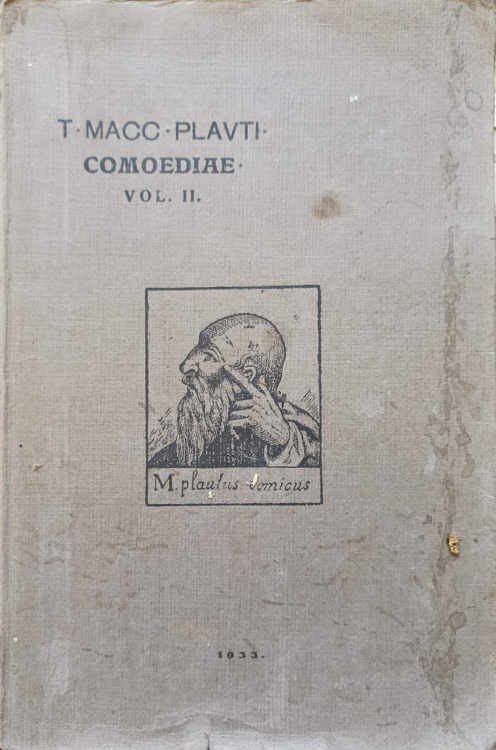 T·MACC·PLAVTI·
COMOEDIAE·
VOL. II.
M. plautus comicus
1933.